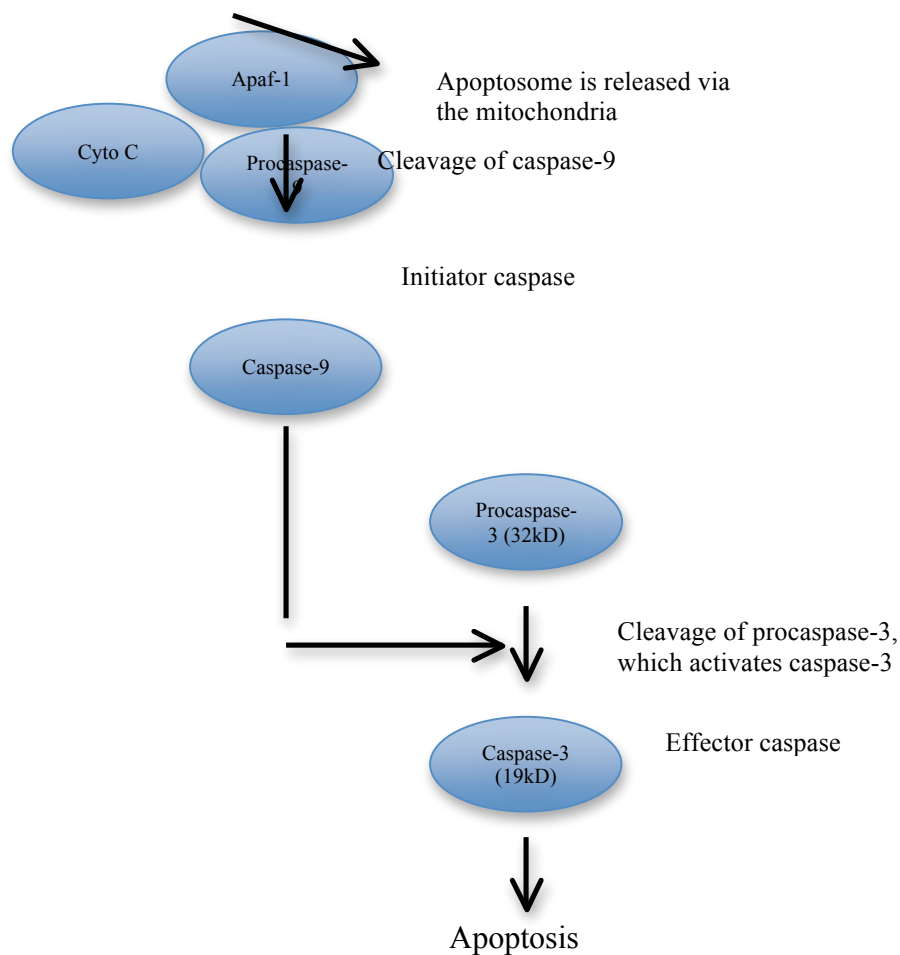 Apaf-1
Apoptosome is released via
the mitochondria
Cyto C
Procaspase-
9
Cleavage of caspase-9
Initiator caspase
Caspase-9
Procaspase-
3 (32kD)
Cleavage of procaspase-3,
which activates caspase-3
Effector caspase
Caspase-3
(19kD)
Apoptosis